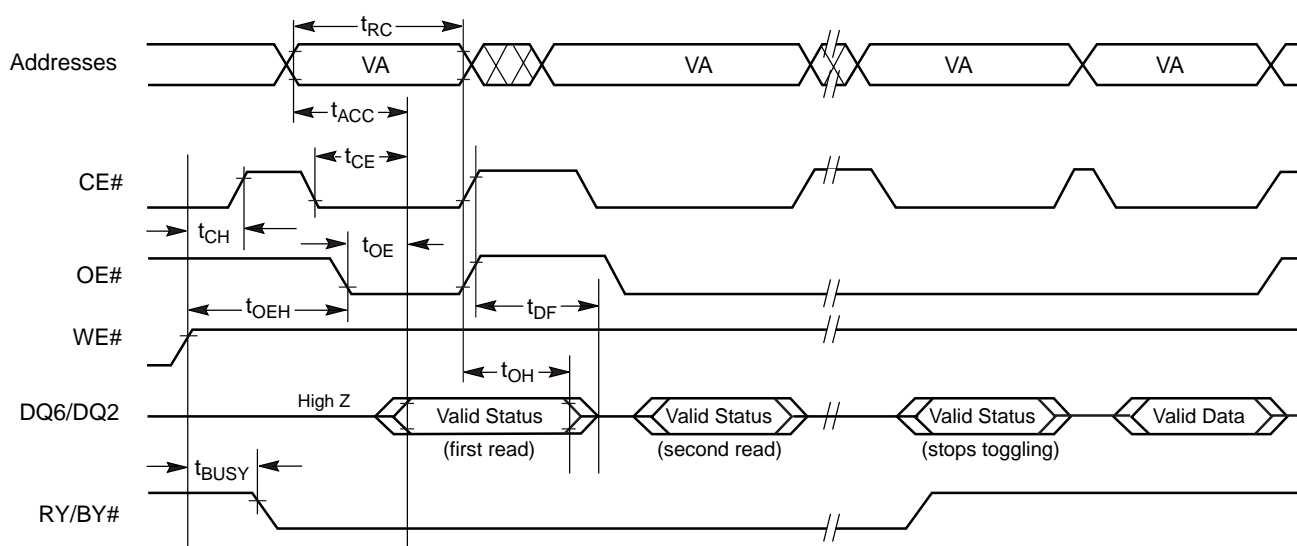 tRC
Addresses VA VA VA VA
tACC
tCE
CE#
tCH tOE
OE#
tOEH tDF
WE#
tOH
DQ6/DQ2 High Z Valid Status Valid Status Valid Status Valid Data
(first read) (second read) (stops toggling)
tBUSY
RY/BY#